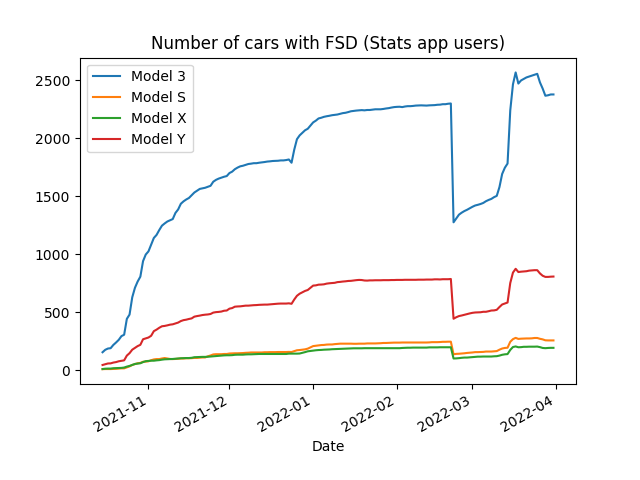 Number of cars with FSD (Stats app users)
Model 3
Model S
Model X
Model Y
2500
2000
1500
1000
500
0
2021-11
2021-12
2022-01
2022-02
2022-03
2022-04
Date